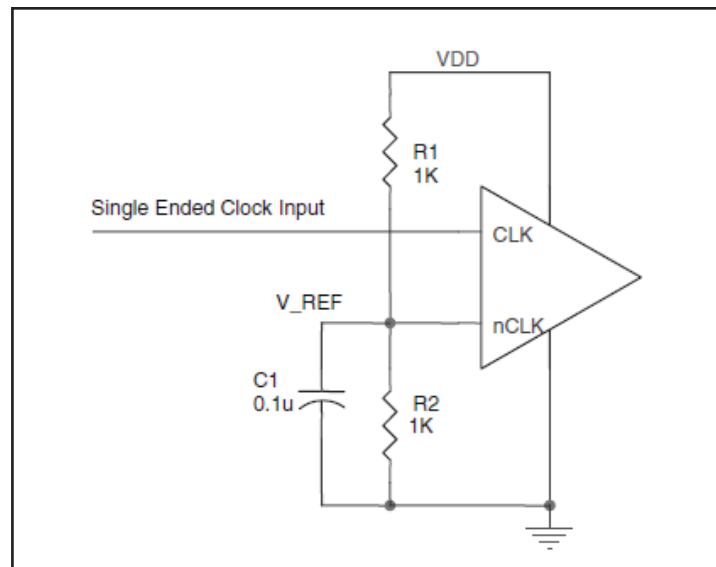 VDD
R1
1K
Single Ended Clock Input
CLK
V_REF
nCLK
C1
0.1u
R2
1K